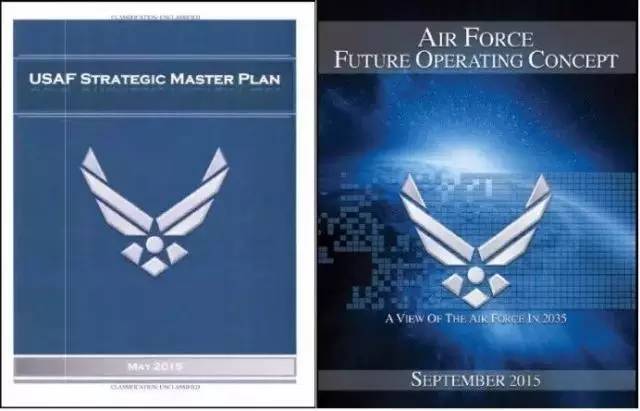 CLASSIFICATION: UNCLASSIFIED
USAF STRATEGIC MASTER PLAN
MAY 2015
CLASSIFICATION: UNCLASSIFIED
AIR FORCE
FUTURE OPERATING CONCEPT
A VIEW OF THE AIR FORCE IN 2035
SEPTEMBER 2015